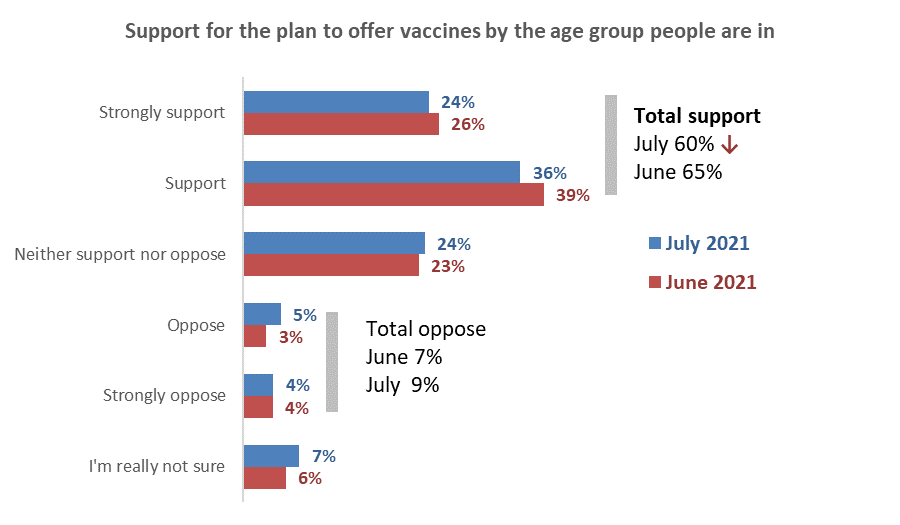 Support for the plan to offer vaccines by the age group people are in
Strongly support
24%
26%
Support
36%
39%
Total support
July 60% ↓
June 65%
Neither support nor oppose
24%
23%
July 2021
June 2021
Oppose
5%
3%
Total oppose
June 7%
July 9%
Strongly oppose
4%
4%
I'm really not sure
7%
6%